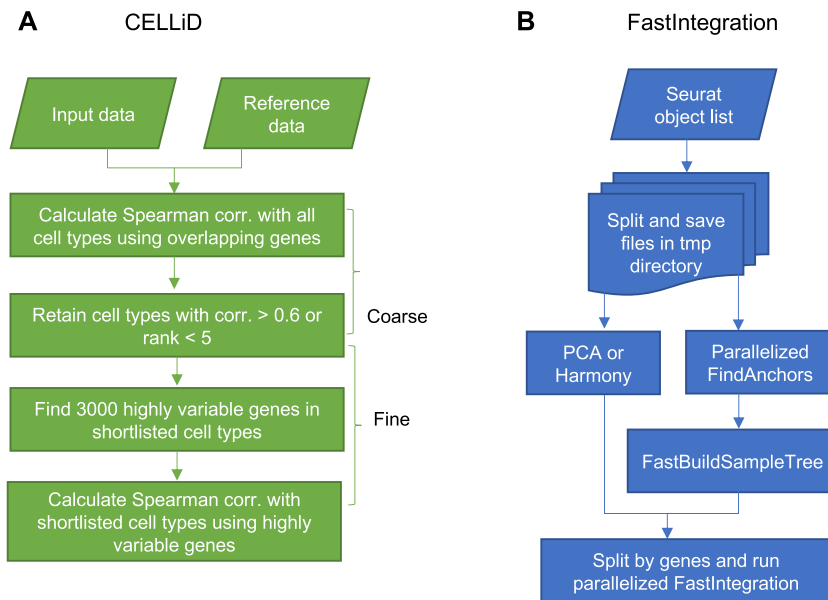 A
CELLiD
Input data
Reference
data
Calculate Spearman corr. with all
cell types using overlapping genes
Retain cell types with corr. > 0.6 or
rank < 5
Coarse
Find 3000 highly variable genes in
shortlisted cell types
Fine
Calculate Spearman corr. with
shortlisted cell types using highly
variable genes
B
FastIntegration
Seurat
object list
Split and save
files in tmp
directory
PCA or
Harmony
Parallelized
FindAnchors
FastBuildSampleTree
Split by genes and run
parallelized FastIntegration